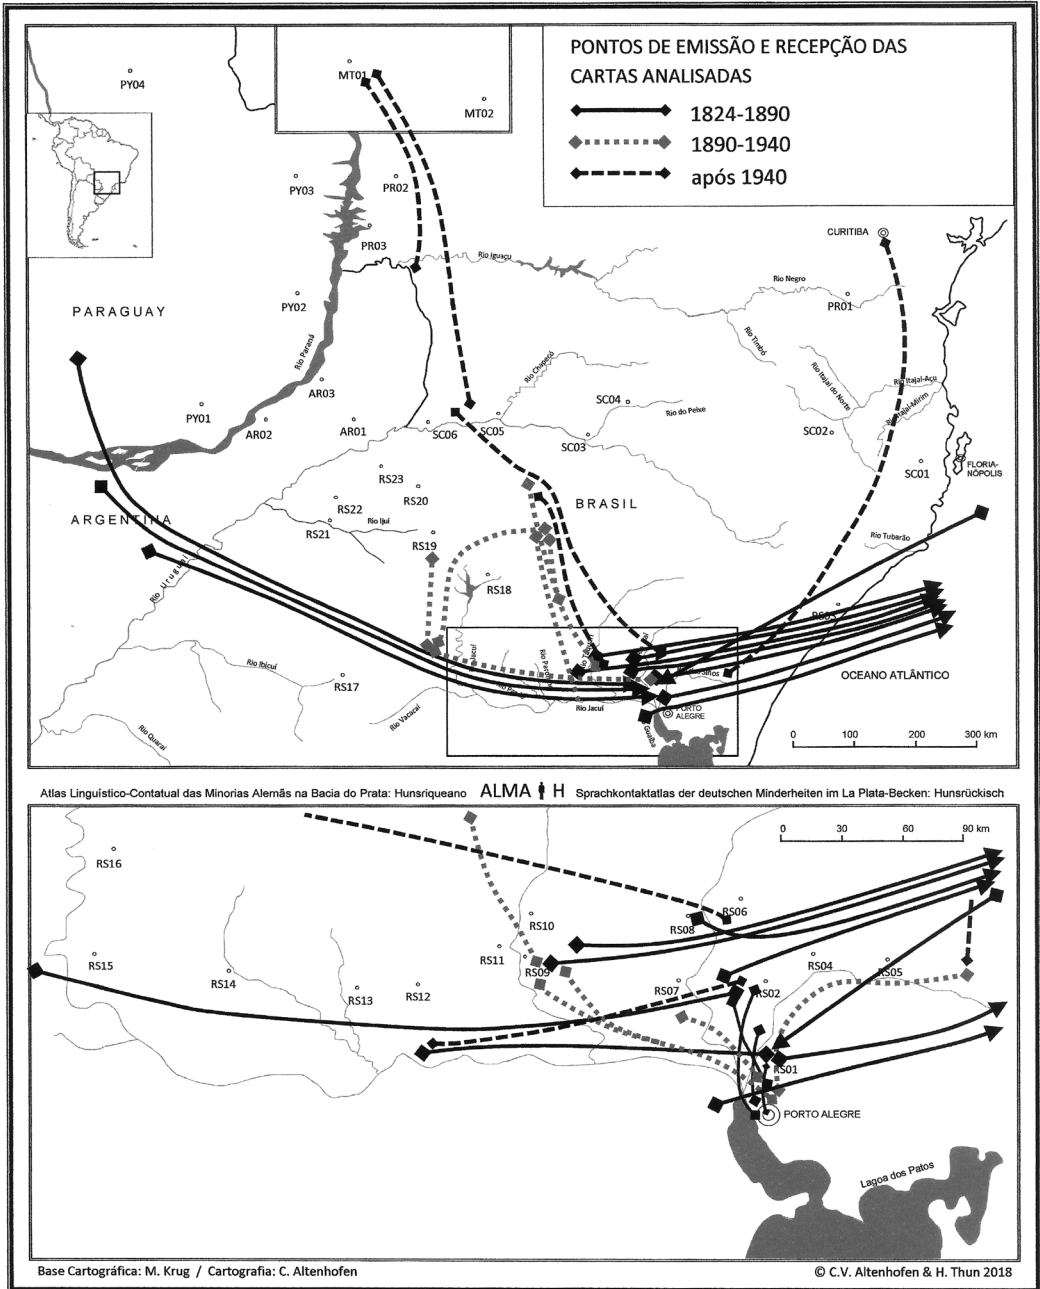 PONTOS DE EMISSÃO E RECEPÇÃO DAS
CARTAS ANALISADAS
1824-1890
1890-1940
após 1940
PY04
MT01
MT02
PY03
PR02
PR03
CURITIBA
Rio Iguaçu
Rio Negro
PR01
PY02
PARAGUAY
Rio Paraná
Rio Timbó
Rio Chapecó
Rio Itajaí do Norte
Rio Itajaí-Açu
Rio Itajaí-Mirim
AR03
SC04
Rio do Peixe
PY01
AR02
AR01
SC06
SC05
SC03
SC02
SC01
FLORIA-
NÓPOLIS
RS23
RS20
RS22
BRASIL
ARGENTINA
RS21
Rio Ijuí
RS19
Rio Tubarão
Rio Uruguai
RS18
RS03
Rio Ibicuí
RS17
OCEANO ATLÂNTICO
Rio Vacacaí
Rio Jacuí
PORTO
ALEGRE
Guaíba
Rio Quaraí
0 100 200 300 km
Atlas Linguístico-Contatual das Minorias Alemãs na Bacia do Prata: Hunsriqueano ALMA H Sprachkontaktatlas der deutschen Minderheiten im La Plata-Becken: Hunsrückisch
0 30 60 90 km
RS16
RS06
RS10
RS08
RS11
RS15
RS14
RS09
RS04
RS05
RS13
RS12
RS07
RS02
RS01
PORTO ALEGRE
Lagoa dos Patos
Base Cartográfica: M. Krug / Cartografia: C. Altenhofen
© C.V. Altenhofen & H. Thun 2018